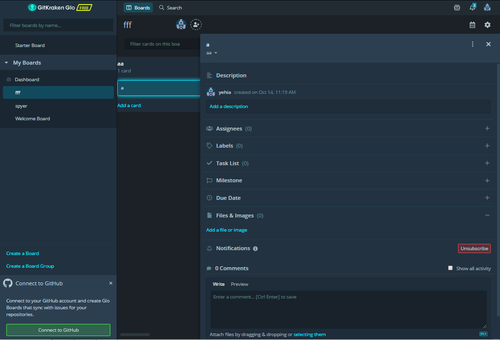 GitKraken Glo FREE
Filter boards by name...
Starter Board
My Boards
Dashboard
fff
spyer
Welcome Board
Create a Board
Create a Board Group
Connect to GitHub
Connect to your GitHub account and create Glo
Boards that sync with issues for your
repositories.
Connect to GitHub
Boards
Search
fff
Filter cards on this boa
aa
1 card
a
Add a card
a
aa
Description
yehia created on Oct 1st, 11:19 AM
Add a description
Assignees (0)
Labels (0)
Task List (0)
Milestone
Due Date
Files & Images (0)
Add a file or image
Notifications
Unsubscribe
0 Comments
Show all activity
Write Preview
Enter a comment... [Ctrl Enter] to save
Attach files by dragging & dropping or selecting them